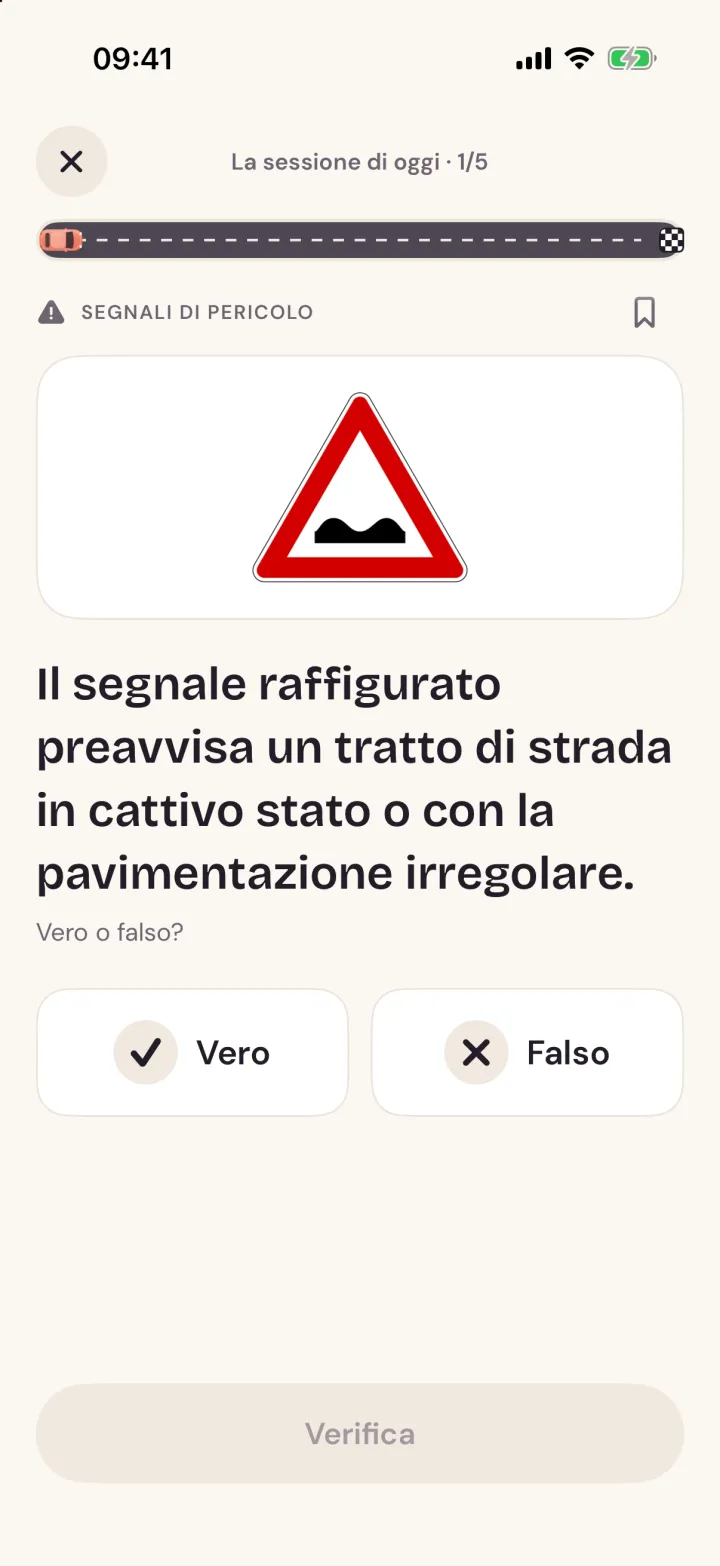 09:41
La sessione di oggi · 1/5
SEGNALI DI PERICOLO
Il segnale raffigurato
preavvisa un tratto di strada
in cattivo stato o con la
pavimentazione irregolare.
Vero o falso?
Vero
Falso
Verifica